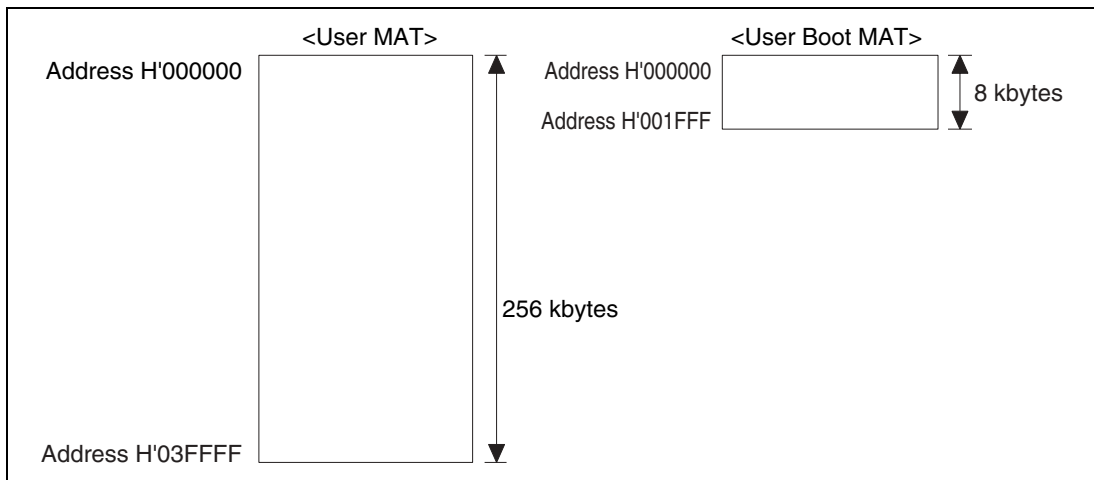 <User MAT>
Address H'000000
256 kbytes
Address H'03FFFF
<User Boot MAT>
Address H'000000
8 kbytes
Address H'001FFF